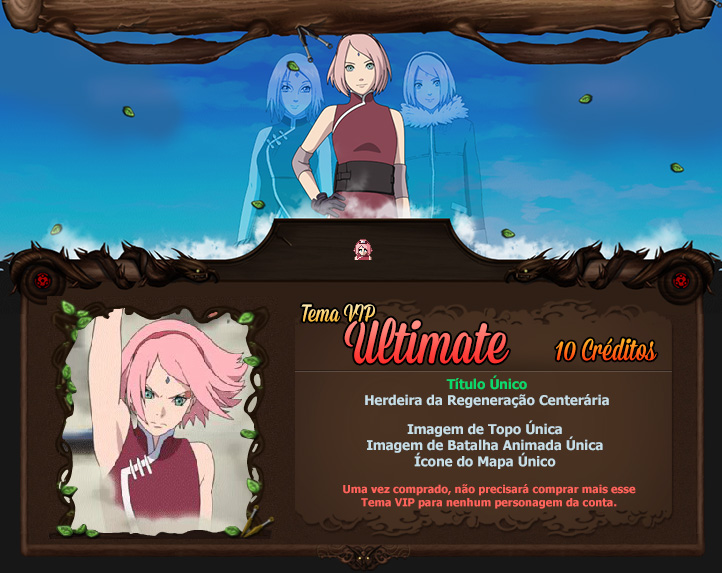 Tema VIP
Ultimate
10 Créditos
Título Único
Herdeira da Regeneração Centerária
Imagem de Topo Única
Imagem de Batalha Animada Única
Ícone do Mapa Único
Uma vez comprado, não precisará comprar mais esse
Tema VIP para nenhum personagem da conta.